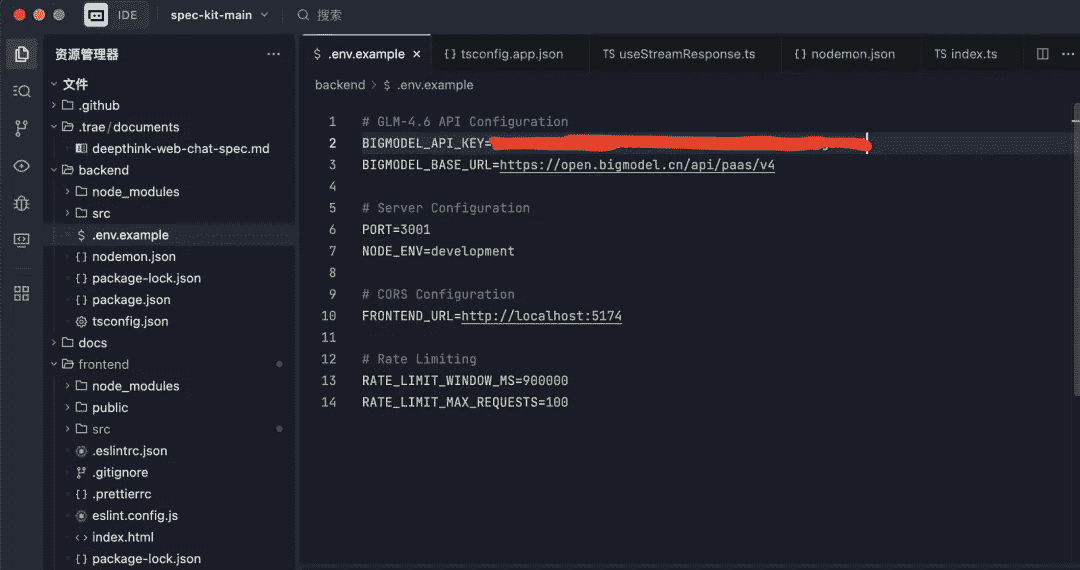 IDE spec-kit-main 搜索
资源管理器 ···
文件
.github
.trae/documents
deepthink-web-chat-spec.md
backend
node_modules
src
$ .env.example
{} nodemon.json
{} package-lock.json
{} package.json
tsconfig.json
docs
frontend
node_modules
public
src
.eslintrc.json
.gitignore
{} .prettierrc
eslint.config.js
<> index.html
{} package-lock.json
$ .env.example × {} tsconfig.app.json TS useStreamResponse.ts {} nodemon.json TS index.ts ···
backend > $ .env.example
1 # GLM-4.6 API Configuration
2 BIGMODEL_API_KEY=
3 BIGMODEL_BASE_URL=https://open.bigmodel.cn/api/paas/v4
4
5 # Server Configuration
6 PORT=3001
7 NODE_ENV=development
8
9 # CORS Configuration
10 FRONTEND_URL=http://localhost:5174
11
12 # Rate Limiting
13 RATE_LIMIT_WINDOW_MS=900000
14 RATE_LIMIT_MAX_REQUESTS=100